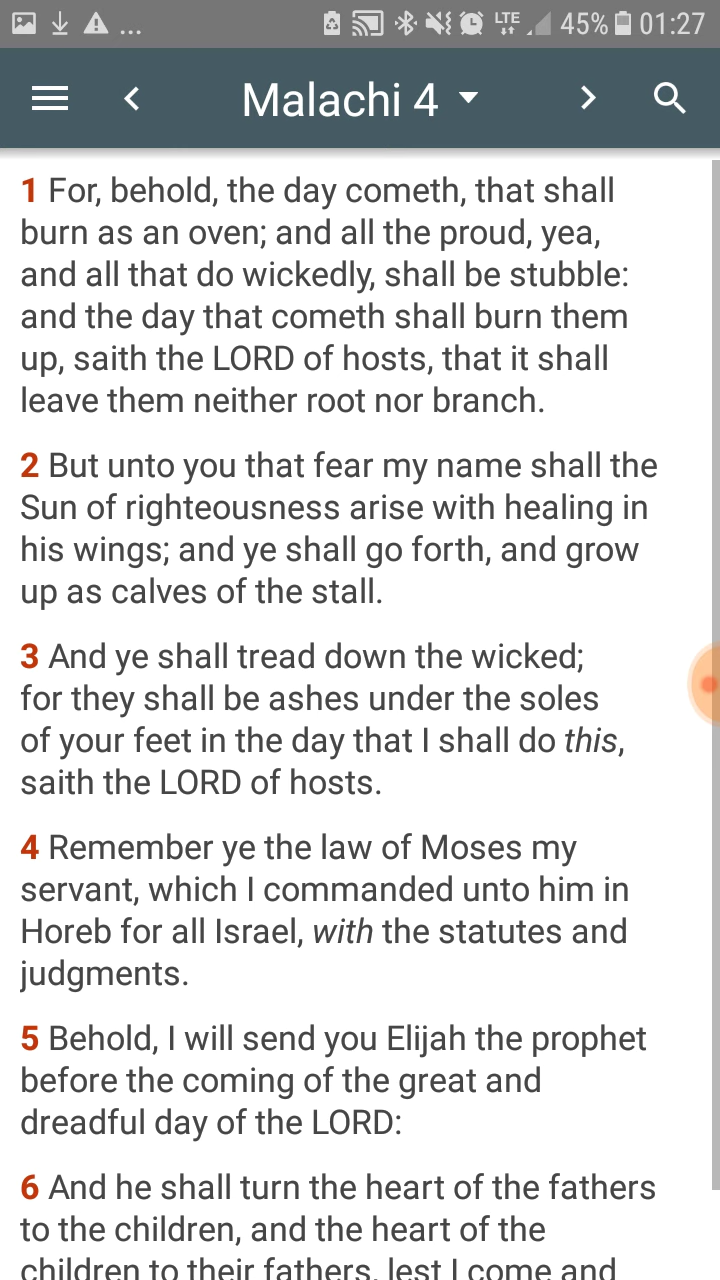 ... LTE 45% 01:27
Malachi 4
1 For, behold, the day cometh, that shall
burn as an oven; and all the proud, yea,
and all that do wickedly, shall be stubble:
and the day that cometh shall burn them
up, saith the LORD of hosts, that it shall
leave them neither root nor branch.
2 But unto you that fear my name shall the
Sun of righteousness arise with healing in
his wings; and ye shall go forth, and grow
up as calves of the stall.
3 And ye shall tread down the wicked;
for they shall be ashes under the soles
of your feet in the day that I shall do this,
saith the LORD of hosts.
4 Remember ye the law of Moses my
servant, which I commanded unto him in
Horeb for all Israel, with the statutes and
judgments.
5 Behold, I will send you Elijah the prophet
before the coming of the great and
dreadful day of the LORD:
6 And he shall turn the heart of the fathers
to the children, and the heart of the
children to their fathers, lest I come and